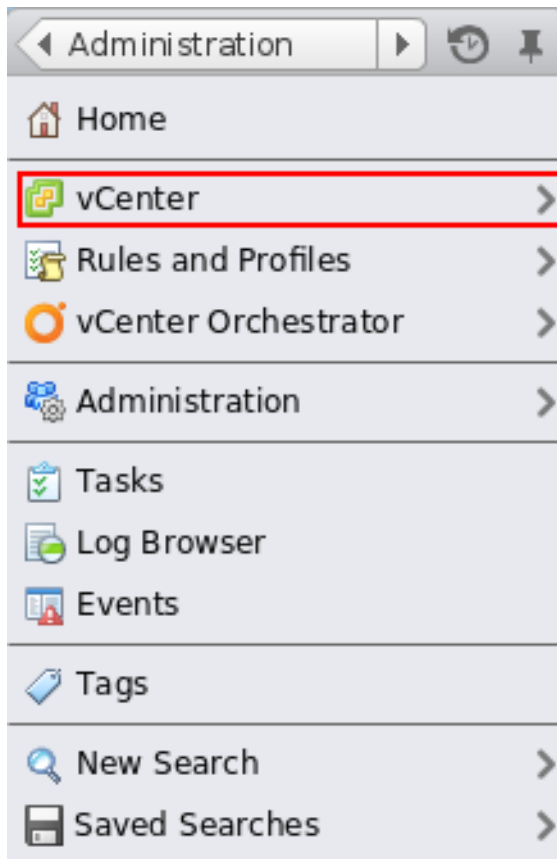 Administration
Home
vCenter
Rules and Profiles
vCenter Orchestrator
Administration
Tasks
Log Browser
Events
Tags
New Search
Saved Searches